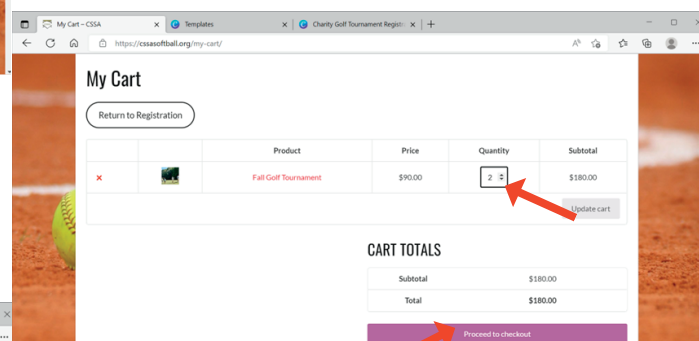 My Cart – CSSA
Templates
Charity Golf Tournament Registr
https://cssasoftball.org/my-cart/
My Cart
Return to Registration
Product Price Quantity Subtotal
Fall Golf Tournament $90.00 2 $180.00
Update cart
CART TOTALS
Subtotal $180.00
Total $180.00
Proceed to checkout